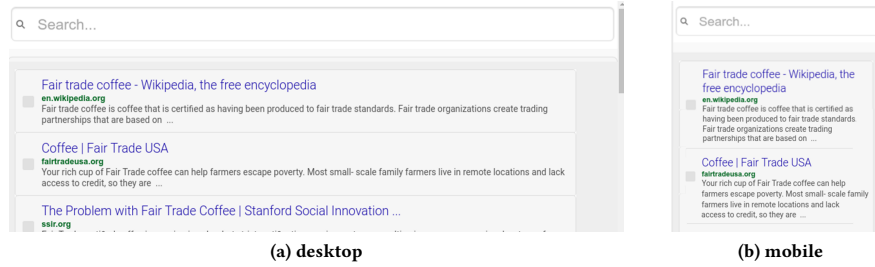 Search...
Fair trade coffee - Wikipedia, the free encyclopedia
en.wikipedia.org
Fair trade coffee is coffee that is certified as having been produced to fair trade standards. Fair trade organizations create trading
partnerships that are based on ...
Coffee | Fair Trade USA
fairtradeusa.org
Your rich cup of Fair Trade coffee can help farmers escape poverty. Most small- scale family farmers live in remote locations and lack
access to credit, so they are ...
The Problem with Fair Trade Coffee | Stanford Social Innovation ...
ssir.org
(a) desktop
Search...
Fair trade coffee - Wikipedia, the
free encyclopedia
en.wikipedia.org
Fair trade coffee is coffee that is certified as
having been produced to fair trade standards.
Fair trade organizations create trading
partnerships that are based on ...
Coffee | Fair Trade USA
fairtradeusa.org
Your rich cup of Fair Trade coffee can help
farmers escape poverty. Most small- scale family
farmers live in remote locations and lack
access to credit, so they are ...
(b) mobile